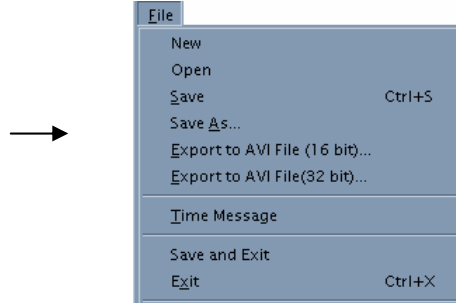 File
New
Open
Save Ctrl+S
Save As...
Export to AVI File (16 bit)...
Export to AVI File(32 bit)...
Time Message
Save and Exit
Exit Ctrl+X